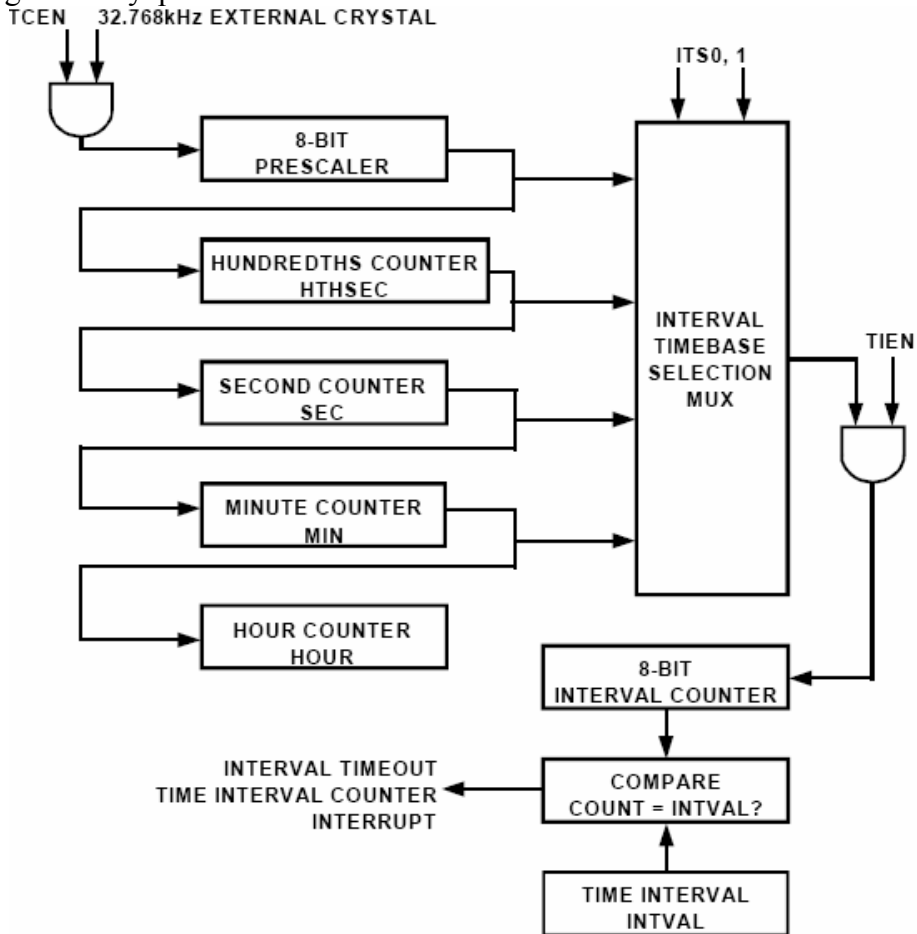 TCEN 32.768kHz EXTERNAL CRYSTAL
ITS0, 1
8-BIT
PRESCALER
HUNDREDTHS COUNTER
HTHSEC
INTERVAL
TIMEBASE
SELECTION
MUX
TIEN
SECOND COUNTER
SEC
MINUTE COUNTER
MIN
HOUR COUNTER
HOUR
8-BIT
INTERVAL COUNTER
INTERVAL TIMEOUT
TIME INTERVAL COUNTER
INTERRUPT
COMPARE
COUNT = INTVAL?
TIME INTERVAL
INTVAL